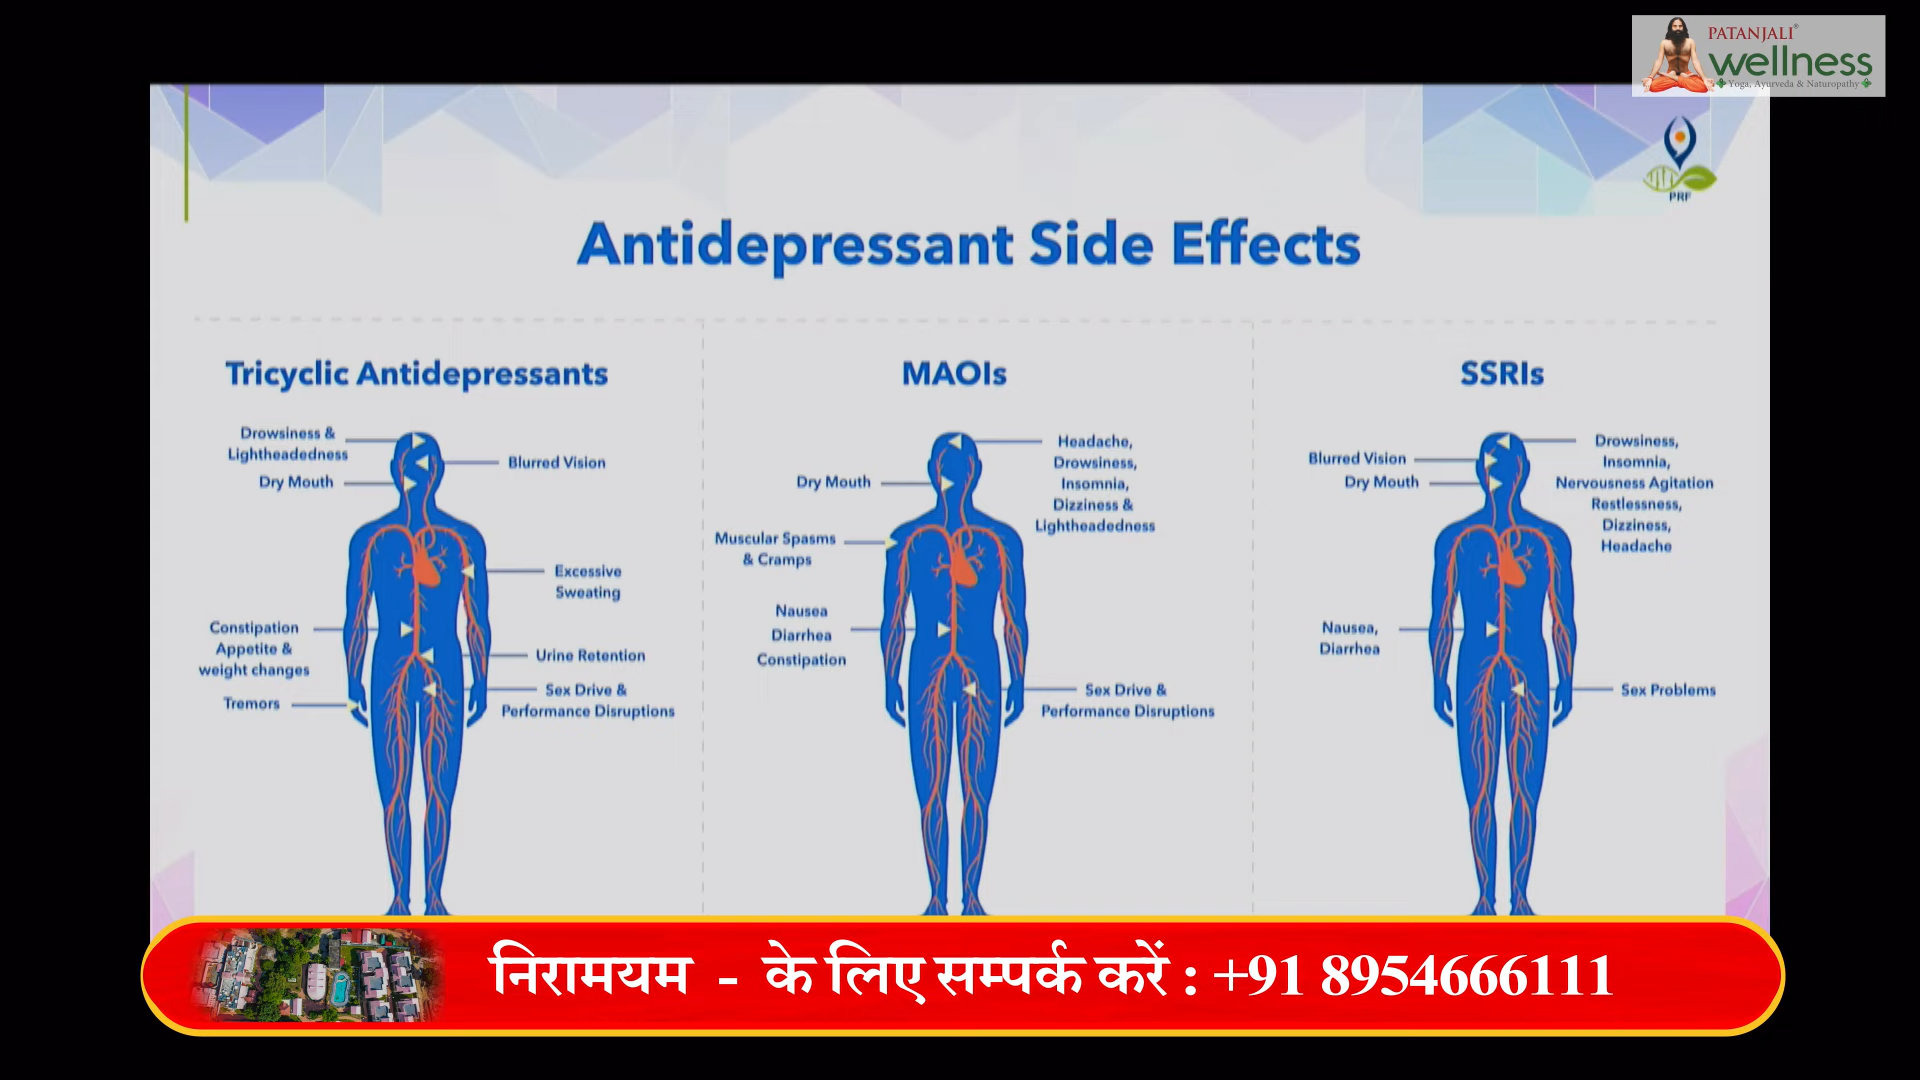 PATANJALI®
wellness
Yoga, Ayurveda & Naturopathy
PRF
Antidepressant Side Effects
Tricyclic Antidepressants
Drowsiness &
Lightheadedness
Dry Mouth
Blurred Vision
Excessive
Sweating
Constipation
Appetite &
weight changes
Tremors
Urine Retention
Sex Drive &
Performance Disruptions
MAOIs
Headache,
Drowsiness,
Insomnia,
Dizziness &
Lightheadedness
Dry Mouth
Muscular Spasms
& Cramps
Nausea
Diarrhea
Constipation
Sex Drive &
Performance Disruptions
SSRIs
Blurred Vision
Dry Mouth
Drowsiness,
Insomnia,
Nervousness Agitation
Restlessness,
Dizziness,
Headache
Nausea,
Diarrhea
Sex Problems
निरामयम - के लिए सम्पर्क करें : +91 8954666111